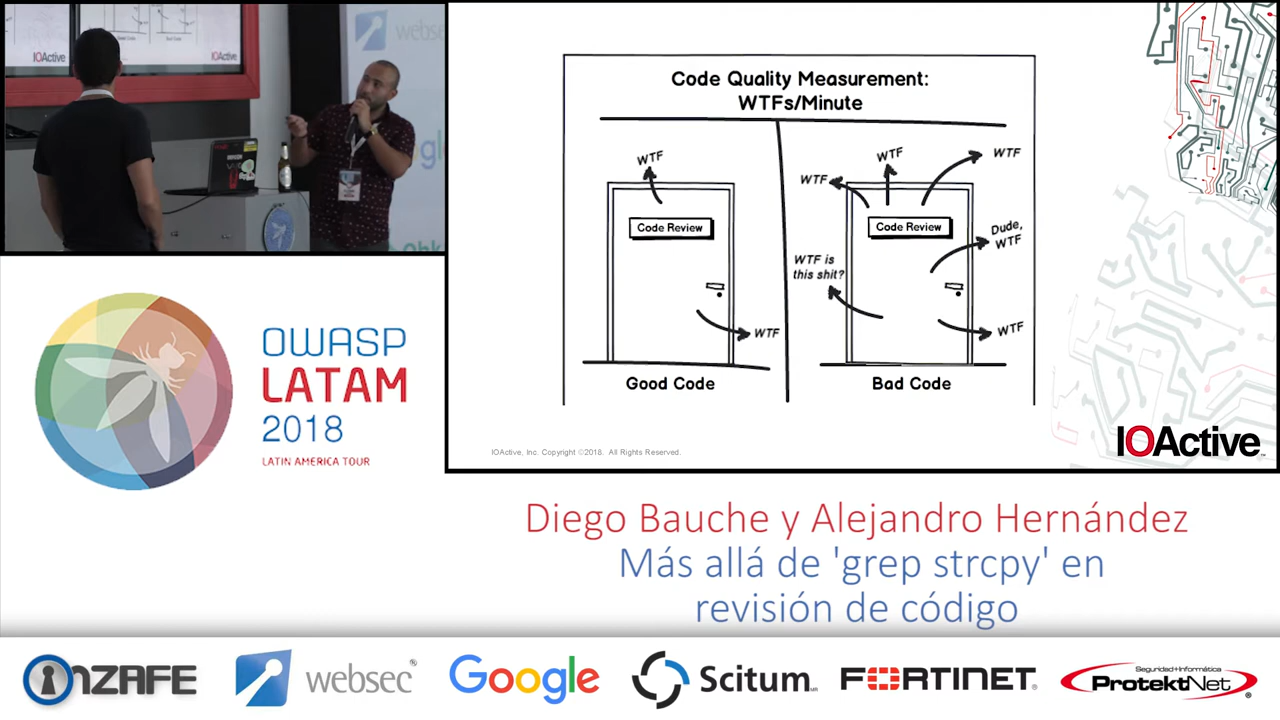 IOActive
websec
Code Quality Measurement:
WTFs/Minute
WTF
Code Review
WTF
Good Code
WTF
WTF
WTF
Code Review
Dude,
WTF
WTF is
this shit?
WTF
Bad Code
IOActive, Inc. Copyright ©2018. All Rights Reserved.
IOActive
OWASP
LATAM
2018
LATIN AMERICA TOUR
Diego Bauche y Alejandro Hernández
Más allá de 'grep strcpy' en
revisión de código
ONZAFE
websec®
Google
Scitum
FORTINET®
Seguridad+Informática
ProtektNet®